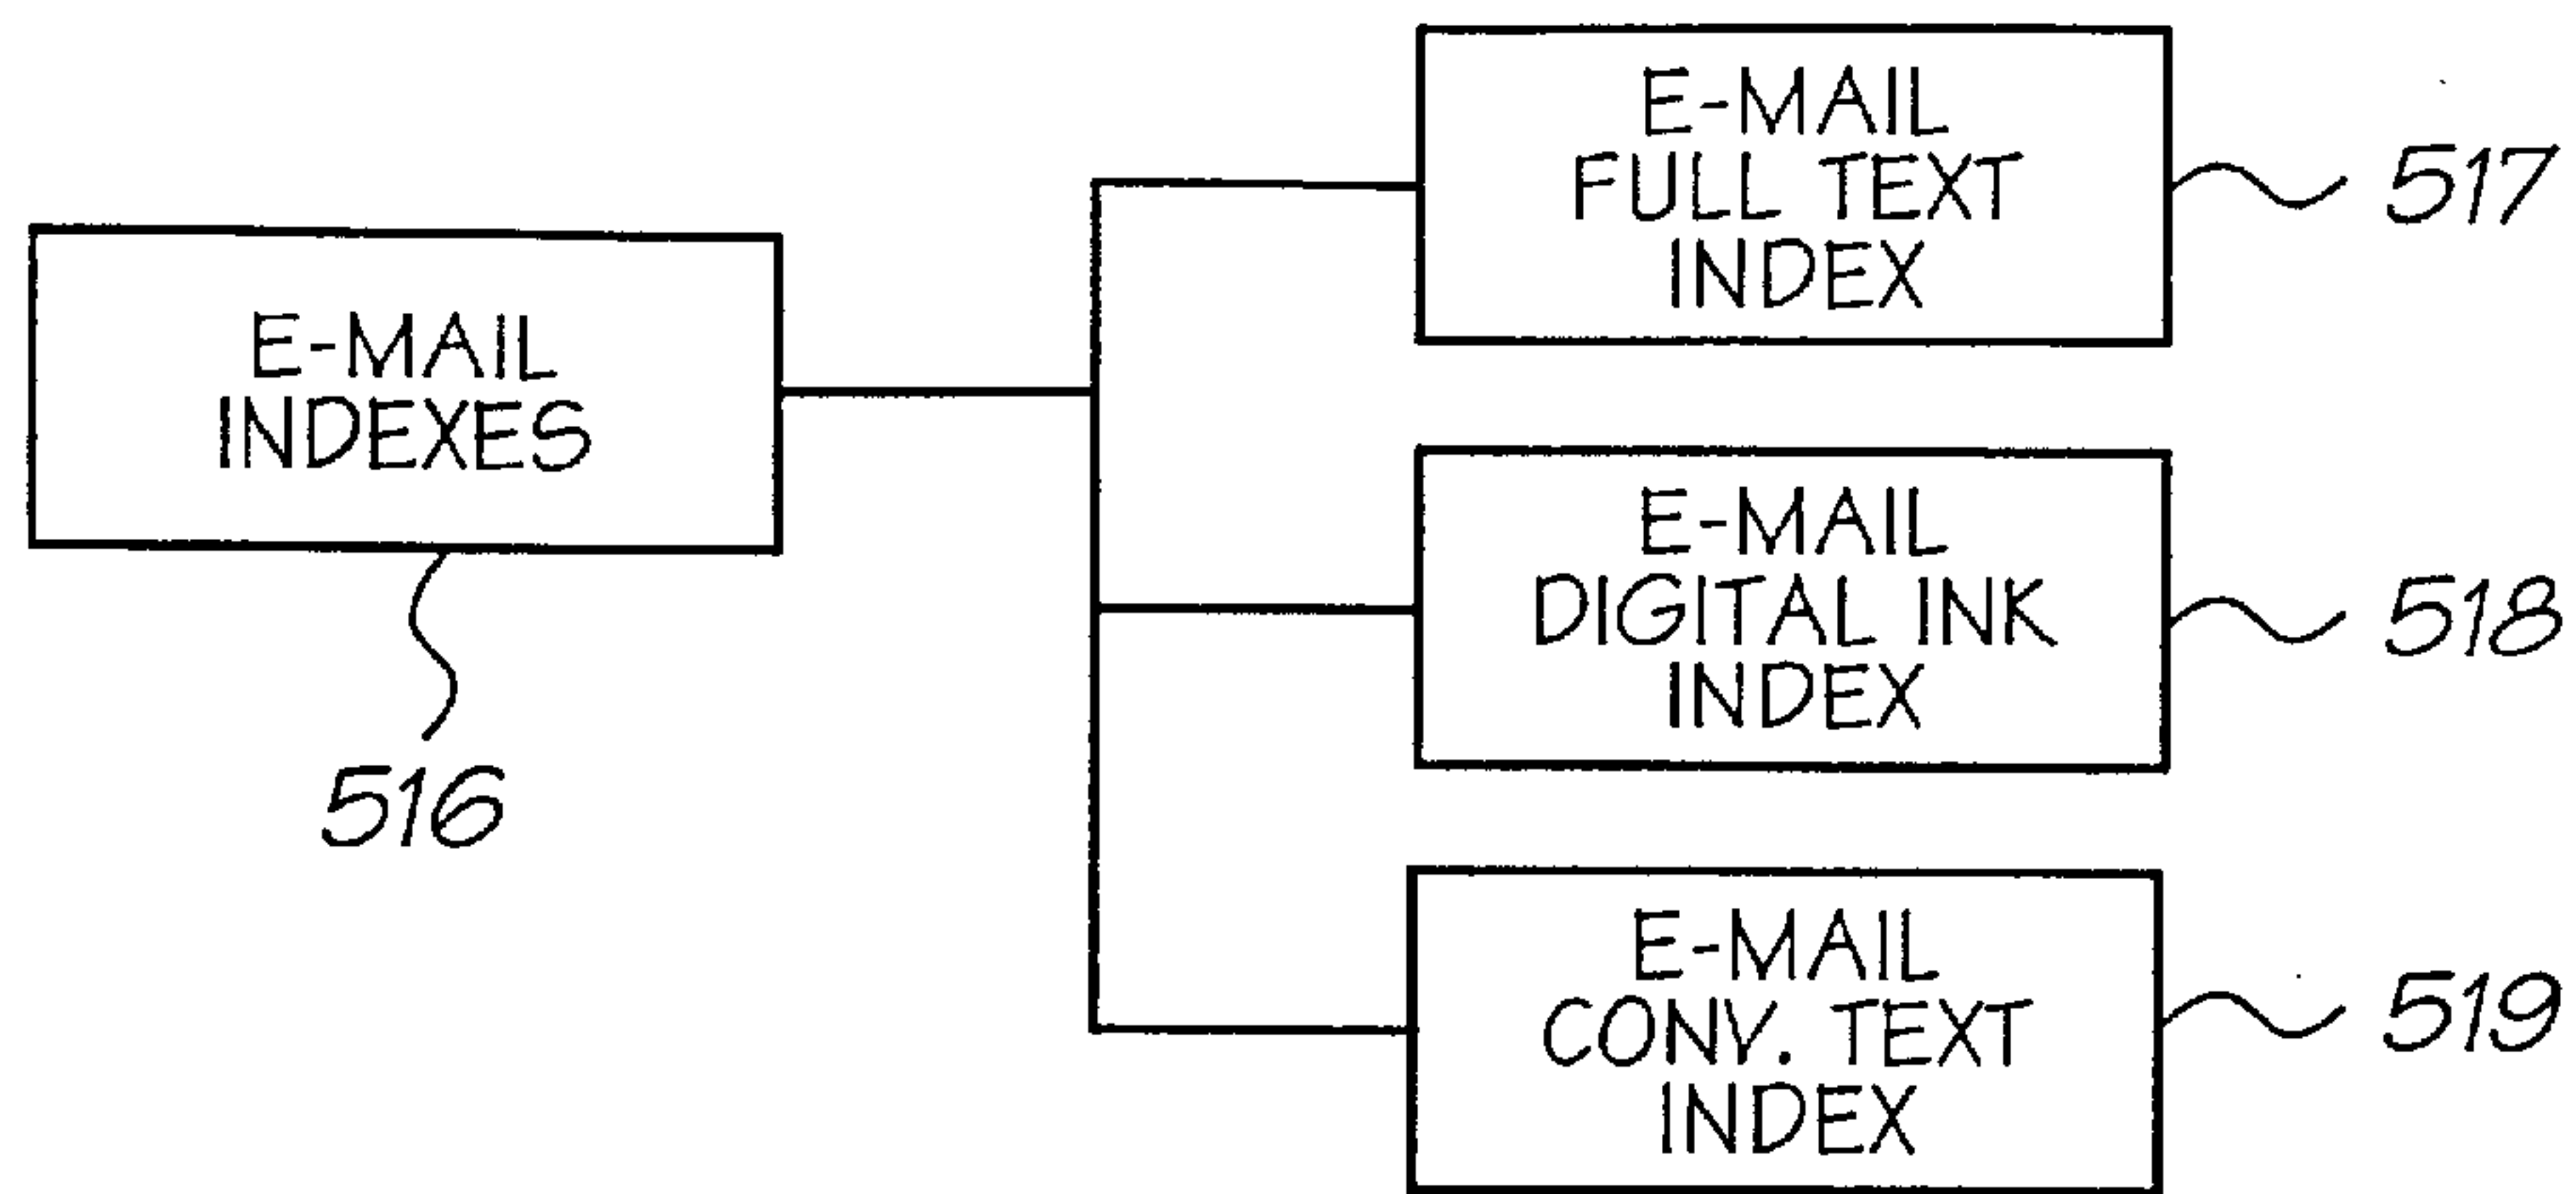 E-MAIL
INDEXES
516
E-MAIL
FULL TEXT
INDEX
517
E-MAIL
DIGITAL INK
INDEX
518
E-MAIL
CONV. TEXT
INDEX
519